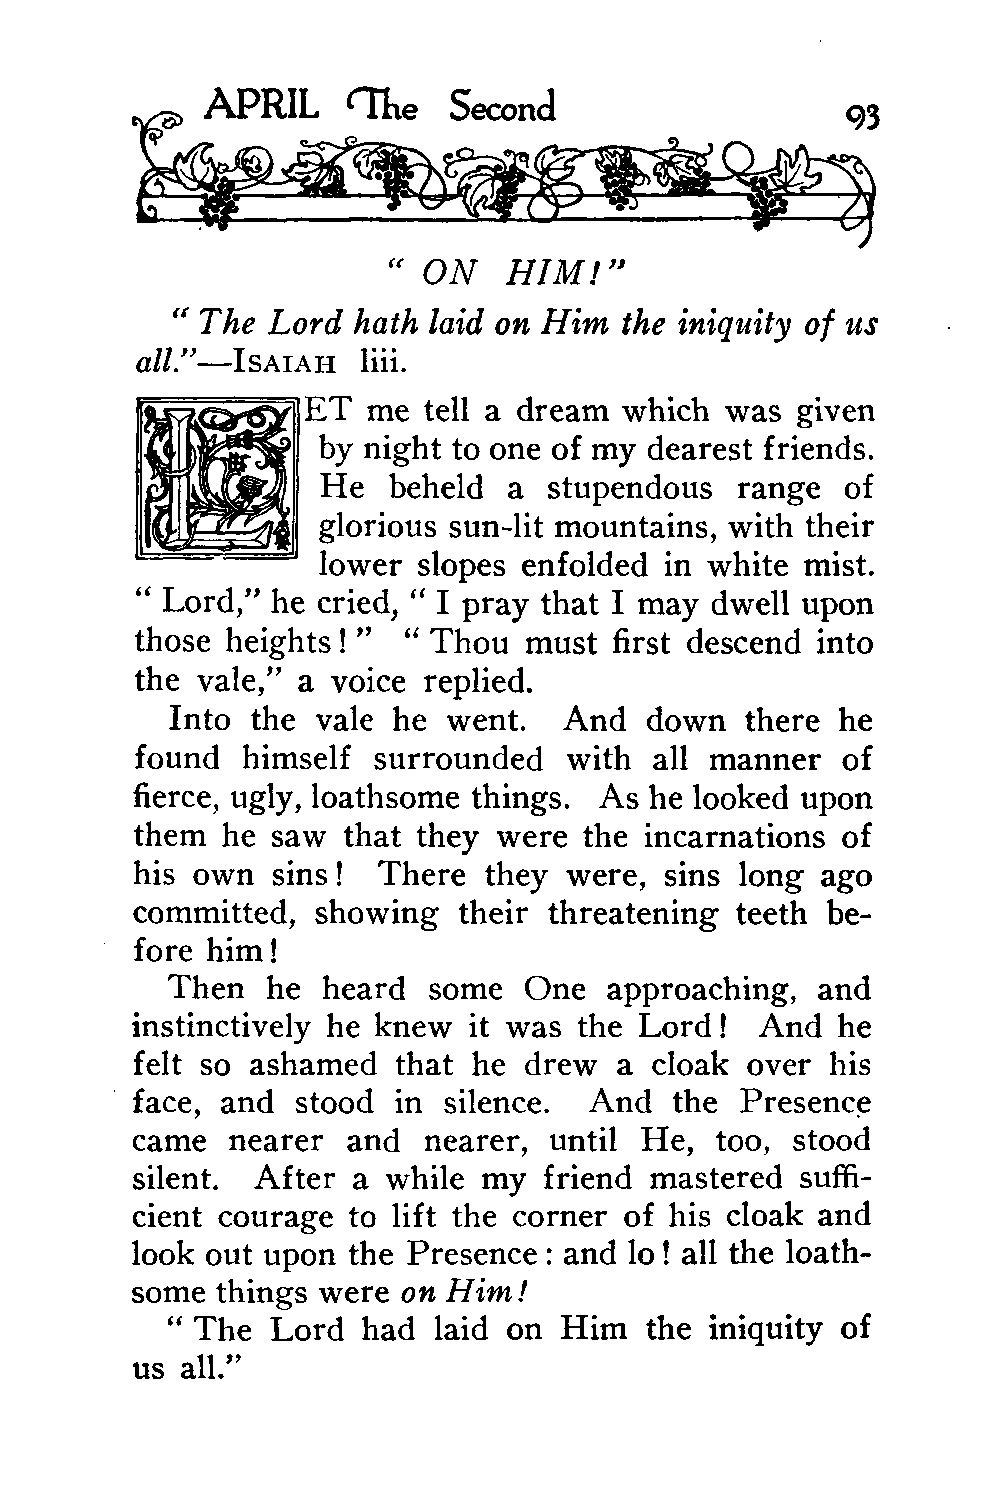 APRIL The Second 93
" ON HIM!"
" The Lord hath laid on Him the iniquity of us
all."—ISAIAH liii.
LET me tell a dream which was given
by night to one of my dearest friends.
He beheld a stupendous range of
glorious sun-lit mountains, with their
lower slopes enfolded in white mist.
" Lord," he cried, " I pray that I may dwell upon
those heights ! " " Thou must first descend into
the vale," a voice replied.
Into the vale he went. And down there he
found himself surrounded with all manner of
fierce, ugly, loathsome things. As he looked upon
them he saw that they were the incarnations of
his own sins ! There they were, sins long ago
committed, showing their threatening teeth be-
fore him!
Then he heard some One approaching, and
instinctively he knew it was the Lord! And he
felt so ashamed that he drew a cloak over his
face, and stood in silence. And the Presence
came nearer and nearer, until He, too, stood
silent. After a while my friend mastered suffi-
cient courage to lift the corner of his cloak and
look out upon the Presence : and lo ! all the loath-
some things were on Him!
" The Lord had laid on Him the iniquity of
us all."